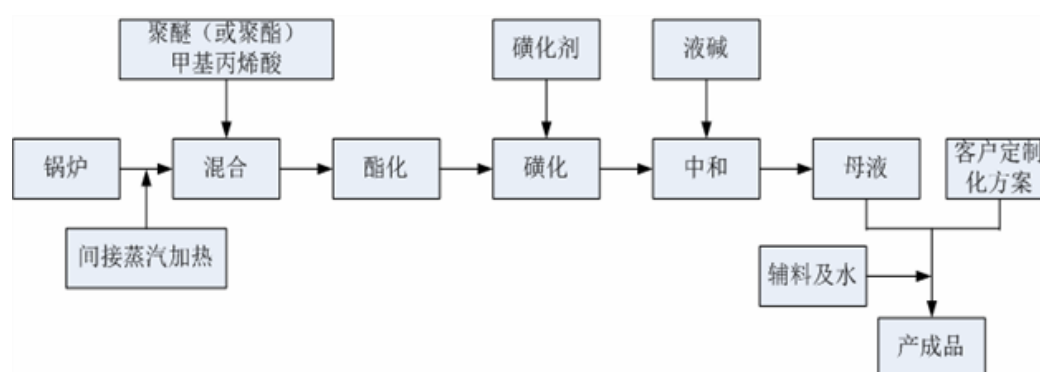 聚醚（或聚酯）
甲基丙烯酸
磺化剂
液碱
锅炉
混合
酯化
磺化
中和
母液
客户定制
化方案
间接蒸汽加热
辅料及水
产成品